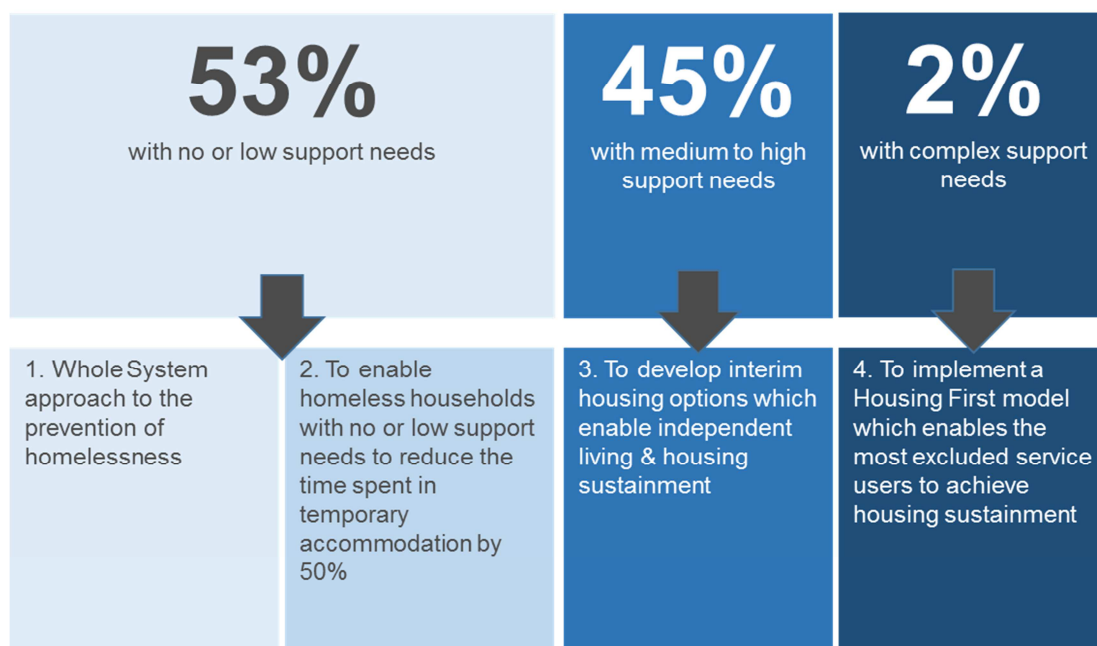 53%
with no or low support needs
45%
with medium to high
support needs
2%
with complex support
needs
1. Whole System
approach to the
prevention of
homelessness
2. To enable
homeless households
with no or low support
needs to reduce the
time spent in
temporary
accommodation by
50%
3. To develop interim
housing options which
enable independent
living & housing
sustainment
4. To implement a
Housing First model
which enables the
most excluded service
users to achieve
housing sustainment